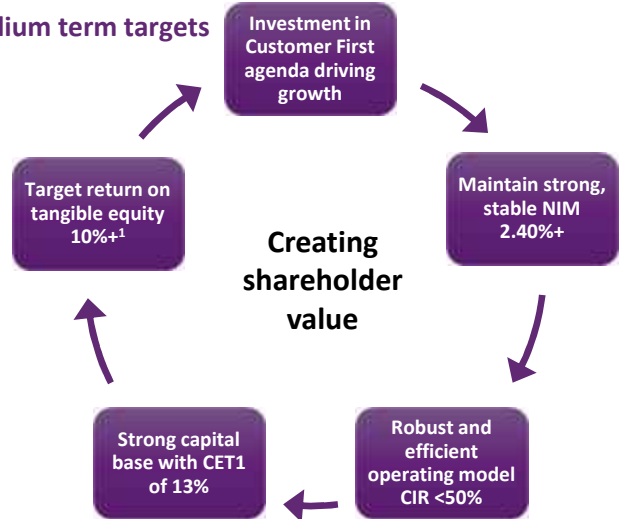 dium term targets
Investment in
Customer First
agenda driving
growth
Maintain strong,
stable NIM
2.40%+
Robust and
efficient
operating model
CIR <50%
Strong capital
base with CET1
of 13%
Target return on
tangible equity
10%+¹
Creating
shareholder
value